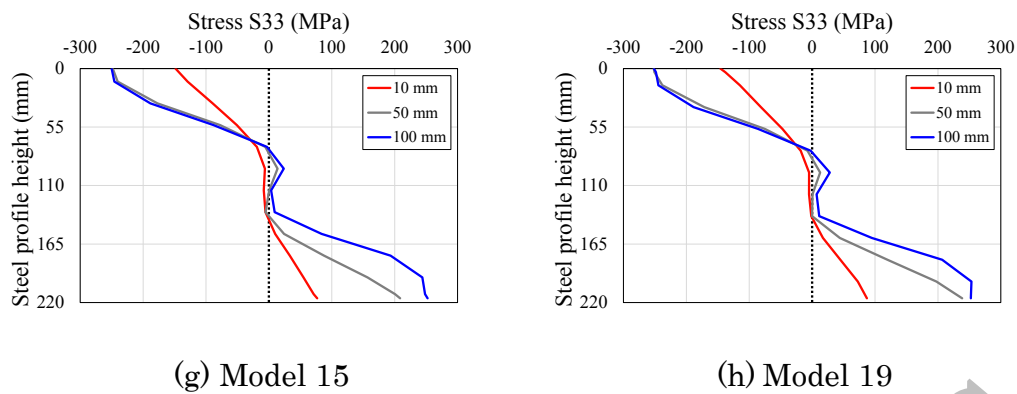 Stress S33 (MPa)
-300 -200 -100 0 100 200 300
0
55
110
165
220
Steel profile height (mm)
10 mm
50 mm
100 mm
(g) Model 15
Stress S33 (MPa)
-300 -200 -100 0 100 200 300
0
55
110
165
220
Steel profile height (mm)
10 mm
50 mm
100 mm
(h) Model 19